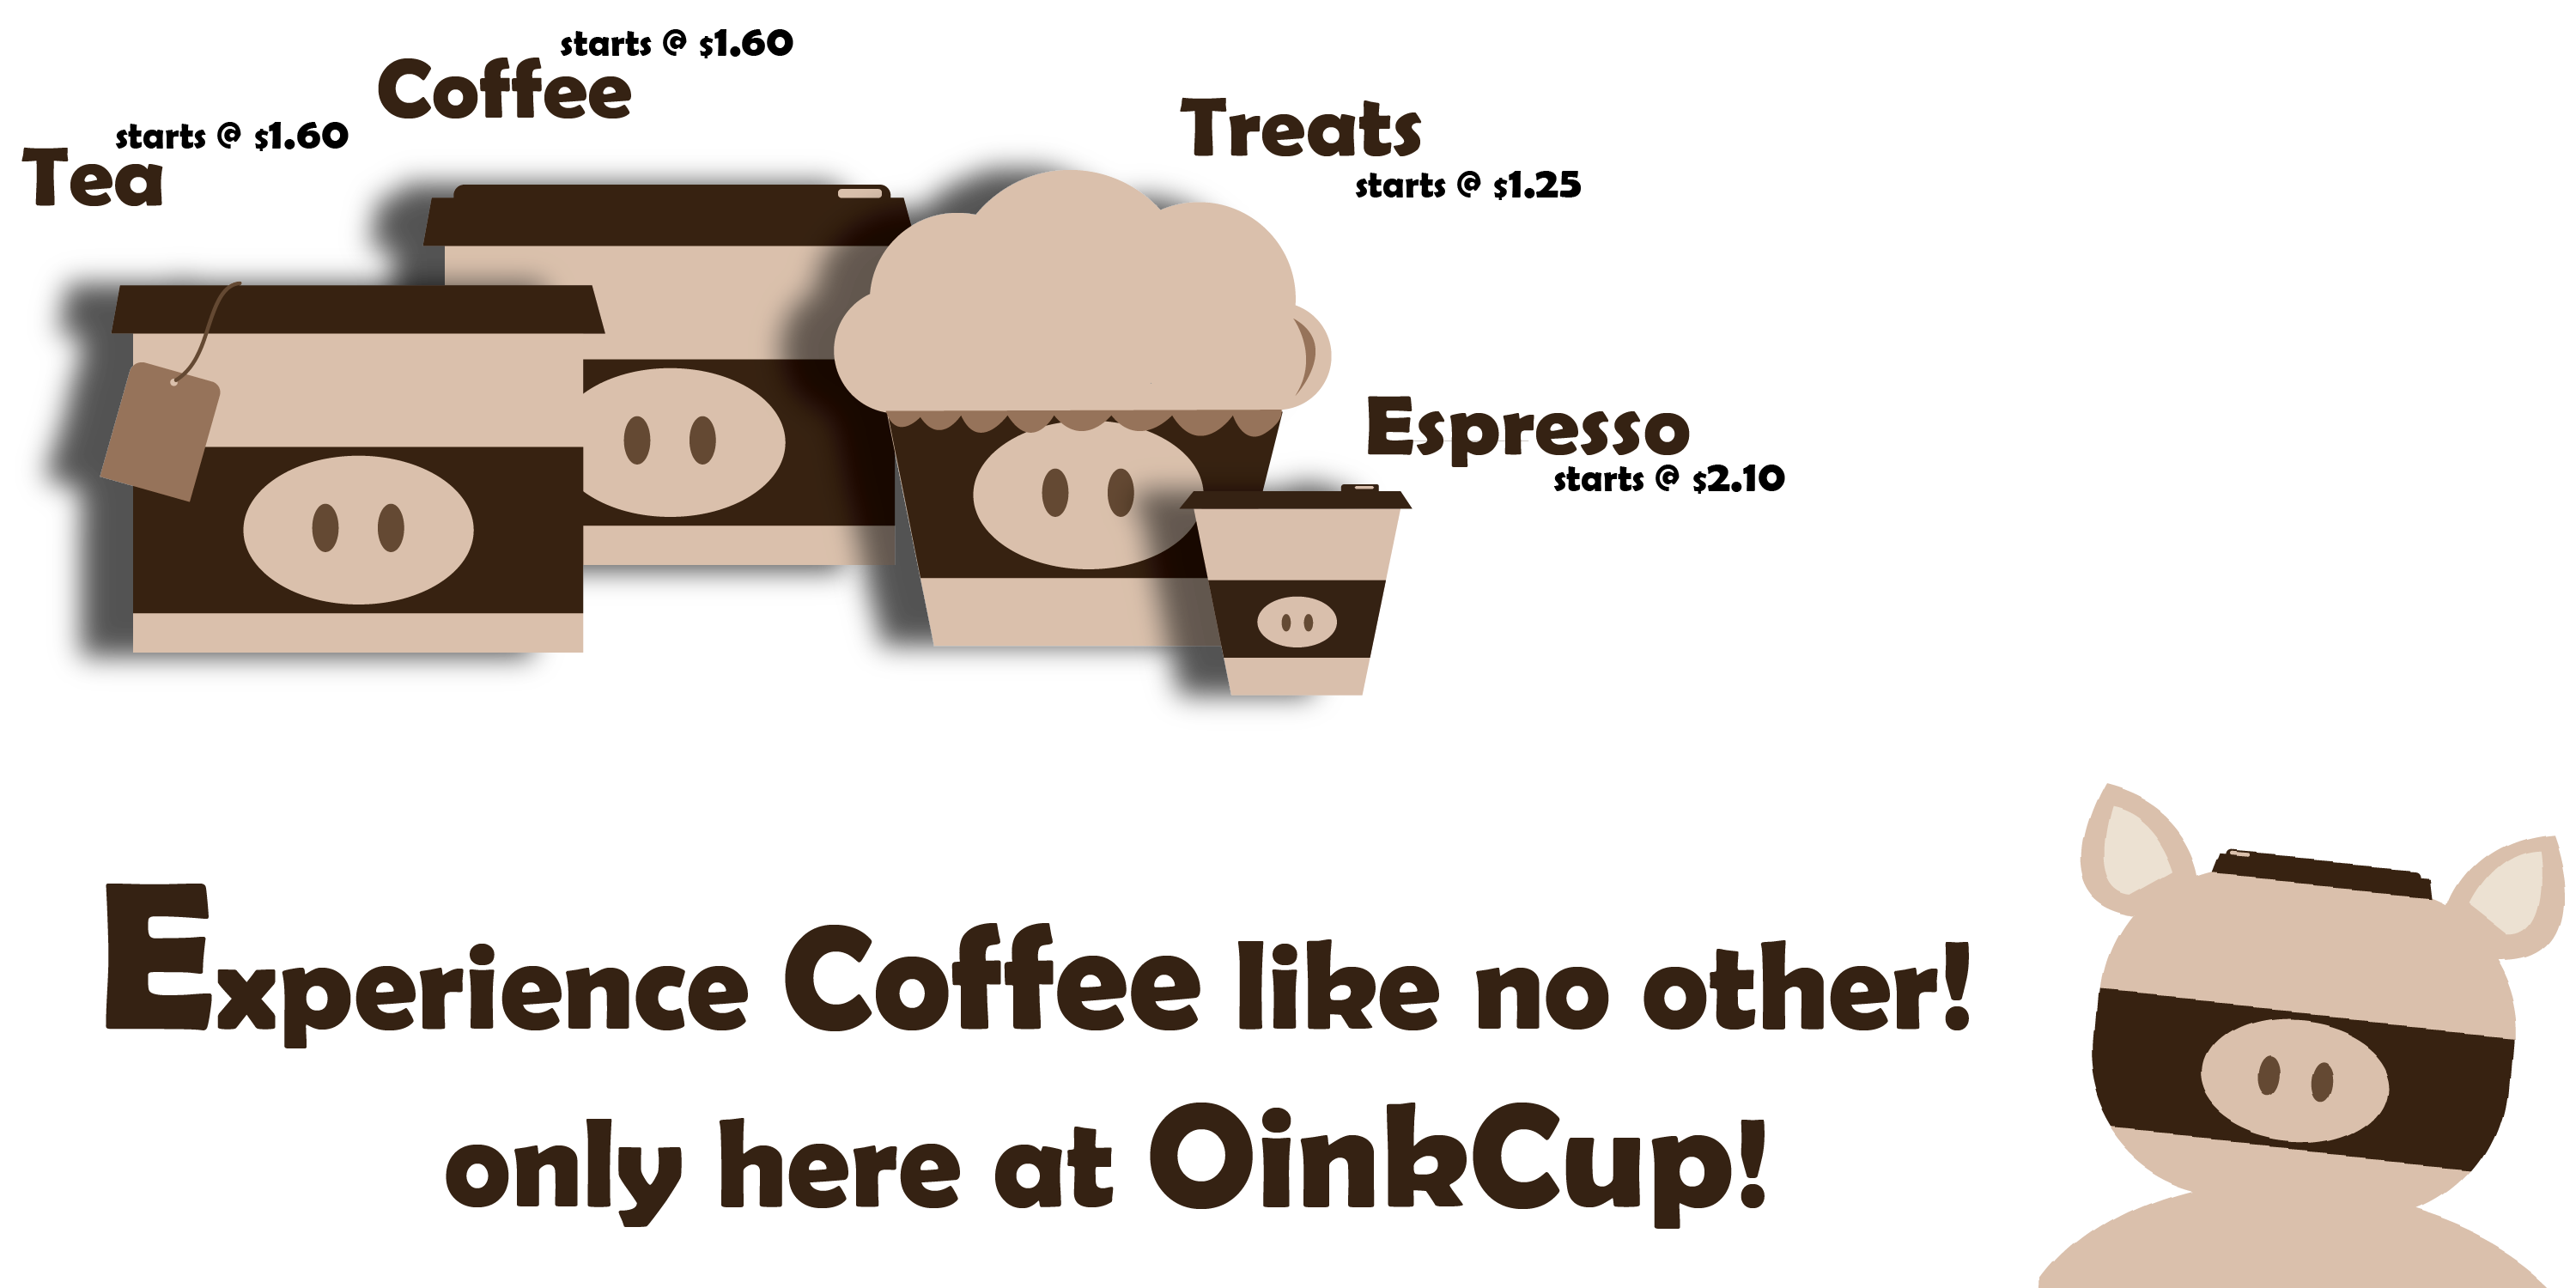 Coffee
starts @ $1.60
Tea
starts @ $1.60
Treats
starts @ $1.25
Espresso
starts @ $2.10
Experience Coffee like no other!
only here at OinkCup!